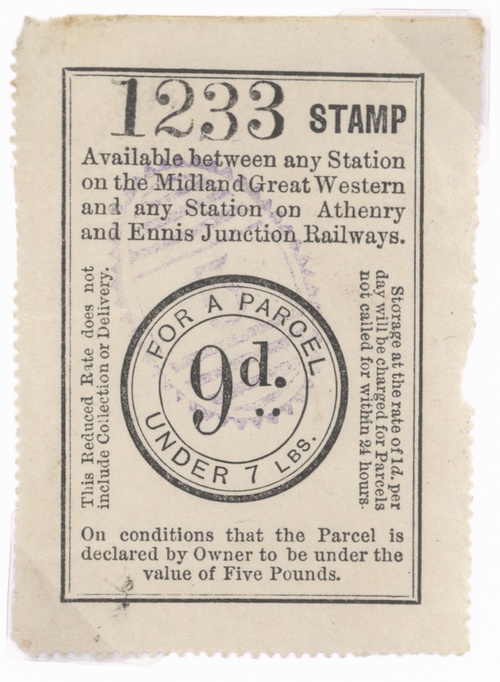 1233 STAMP
Available between any Station
on the Midland Great Western
and any Station on Athenry
and Ennis Junction Railways.
This Reduced Rate does not
include Collection or Delivery.
FOR A PARCEL
9d.
UNDER 7 LBS.
Storage at the rate of 1d. per
day will be charged for Parcels
not called for within 24 hours.
On conditions that the Parcel is
declared by Owner to be under the
value of Five Pounds.